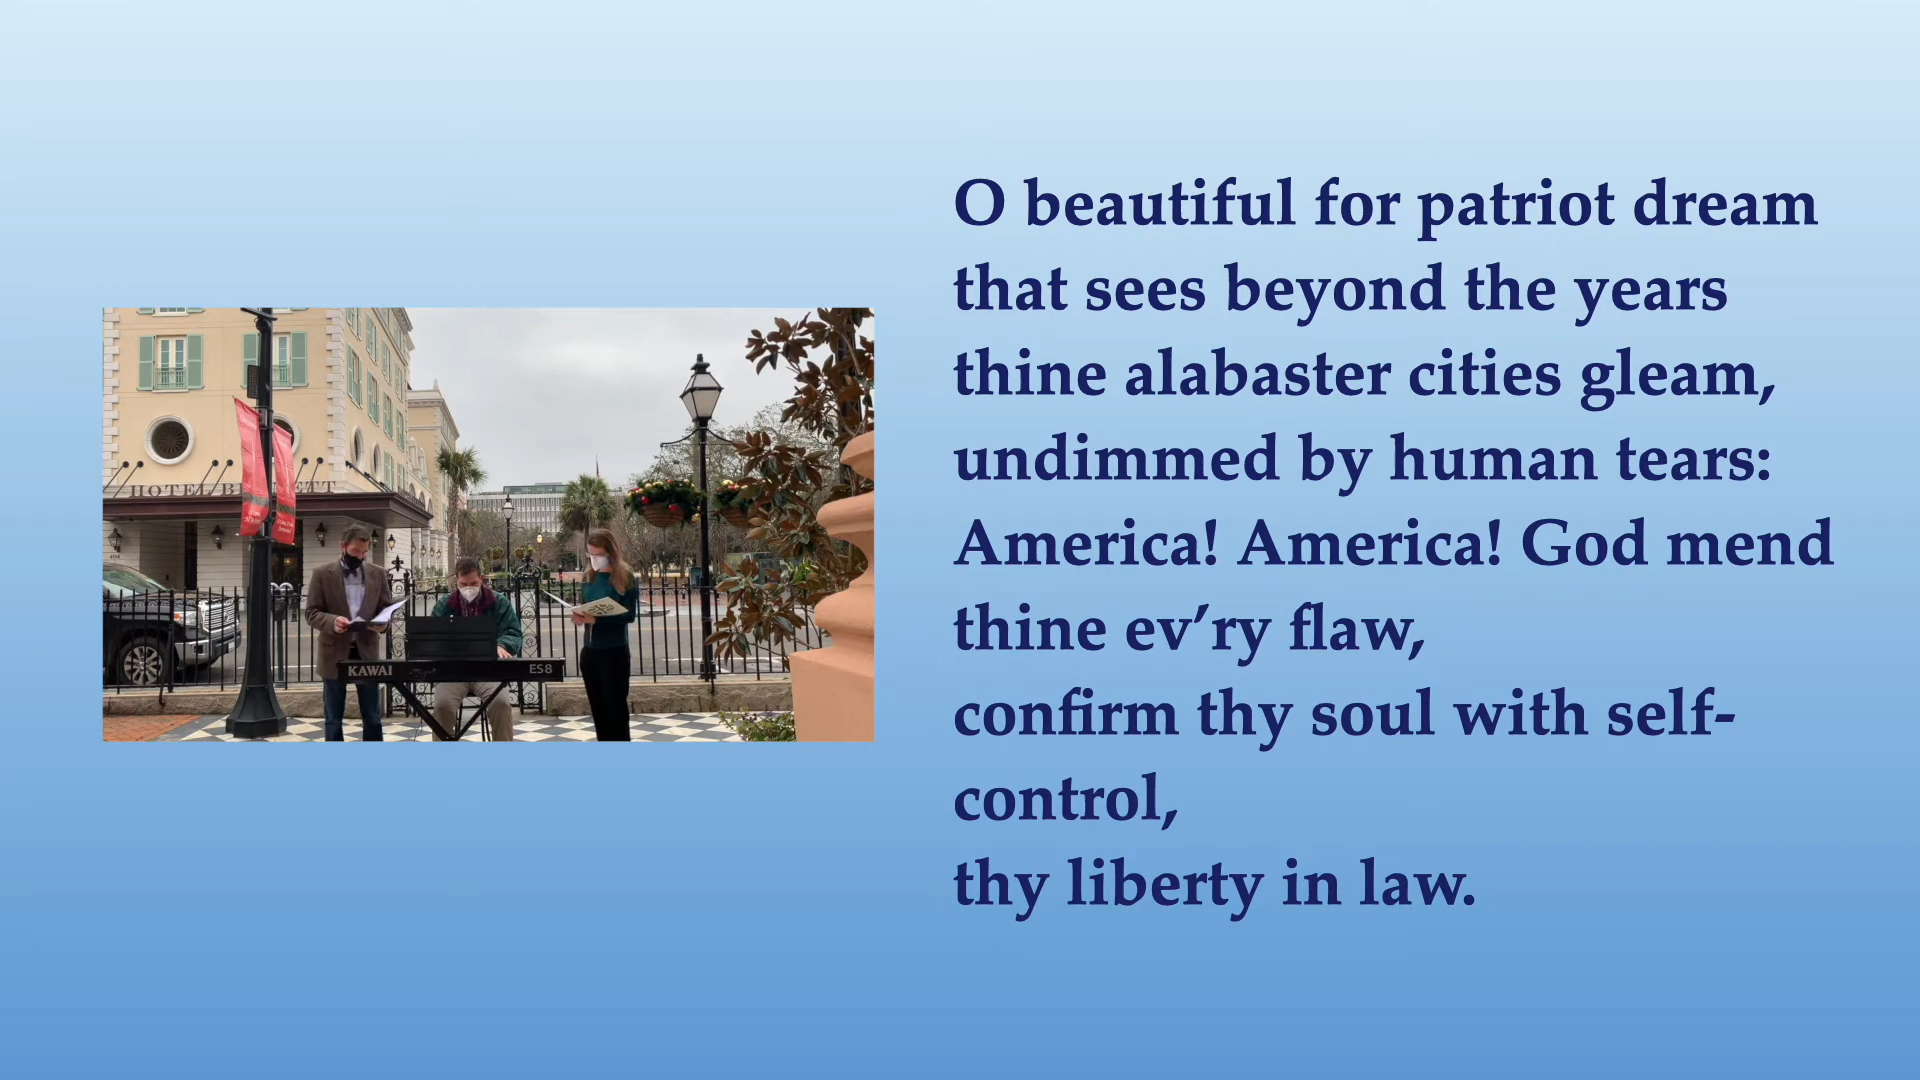 O beautiful for patriot dream
that sees beyond the years
thine alabaster cities gleam,
undimmed by human tears:
America! America! God mend
thine ev’ry flaw,
confirm thy soul with self-
control,
thy liberty in law.
HOTEL
KAWAI
ES8